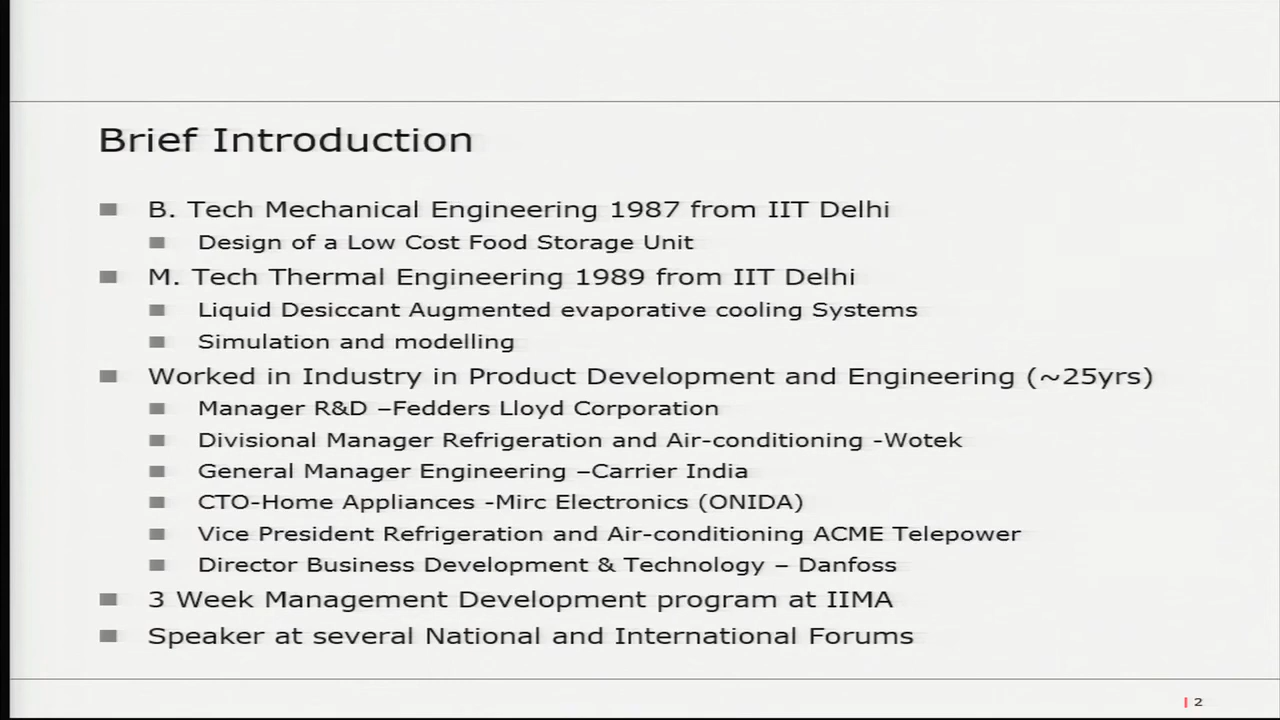 Brief Introduction
B. Tech Mechanical Engineering 1987 from IIT Delhi
Design of a Low Cost Food Storage Unit
M. Tech Thermal Engineering 1989 from IIT Delhi
Liquid Desiccant Augmented evaporative cooling Systems
Simulation and modelling
Worked in Industry in Product Development and Engineering (~25yrs)
Manager R&D –Fedders Lloyd Corporation
Divisional Manager Refrigeration and Air-conditioning -Wotek
General Manager Engineering –Carrier India
CTO-Home Appliances -Mirc Electronics (ONIDA)
Vice President Refrigeration and Air-conditioning ACME Telepower
Director Business Development & Technology – Danfoss
3 Week Management Development program at IIMA
Speaker at several National and International Forums
2